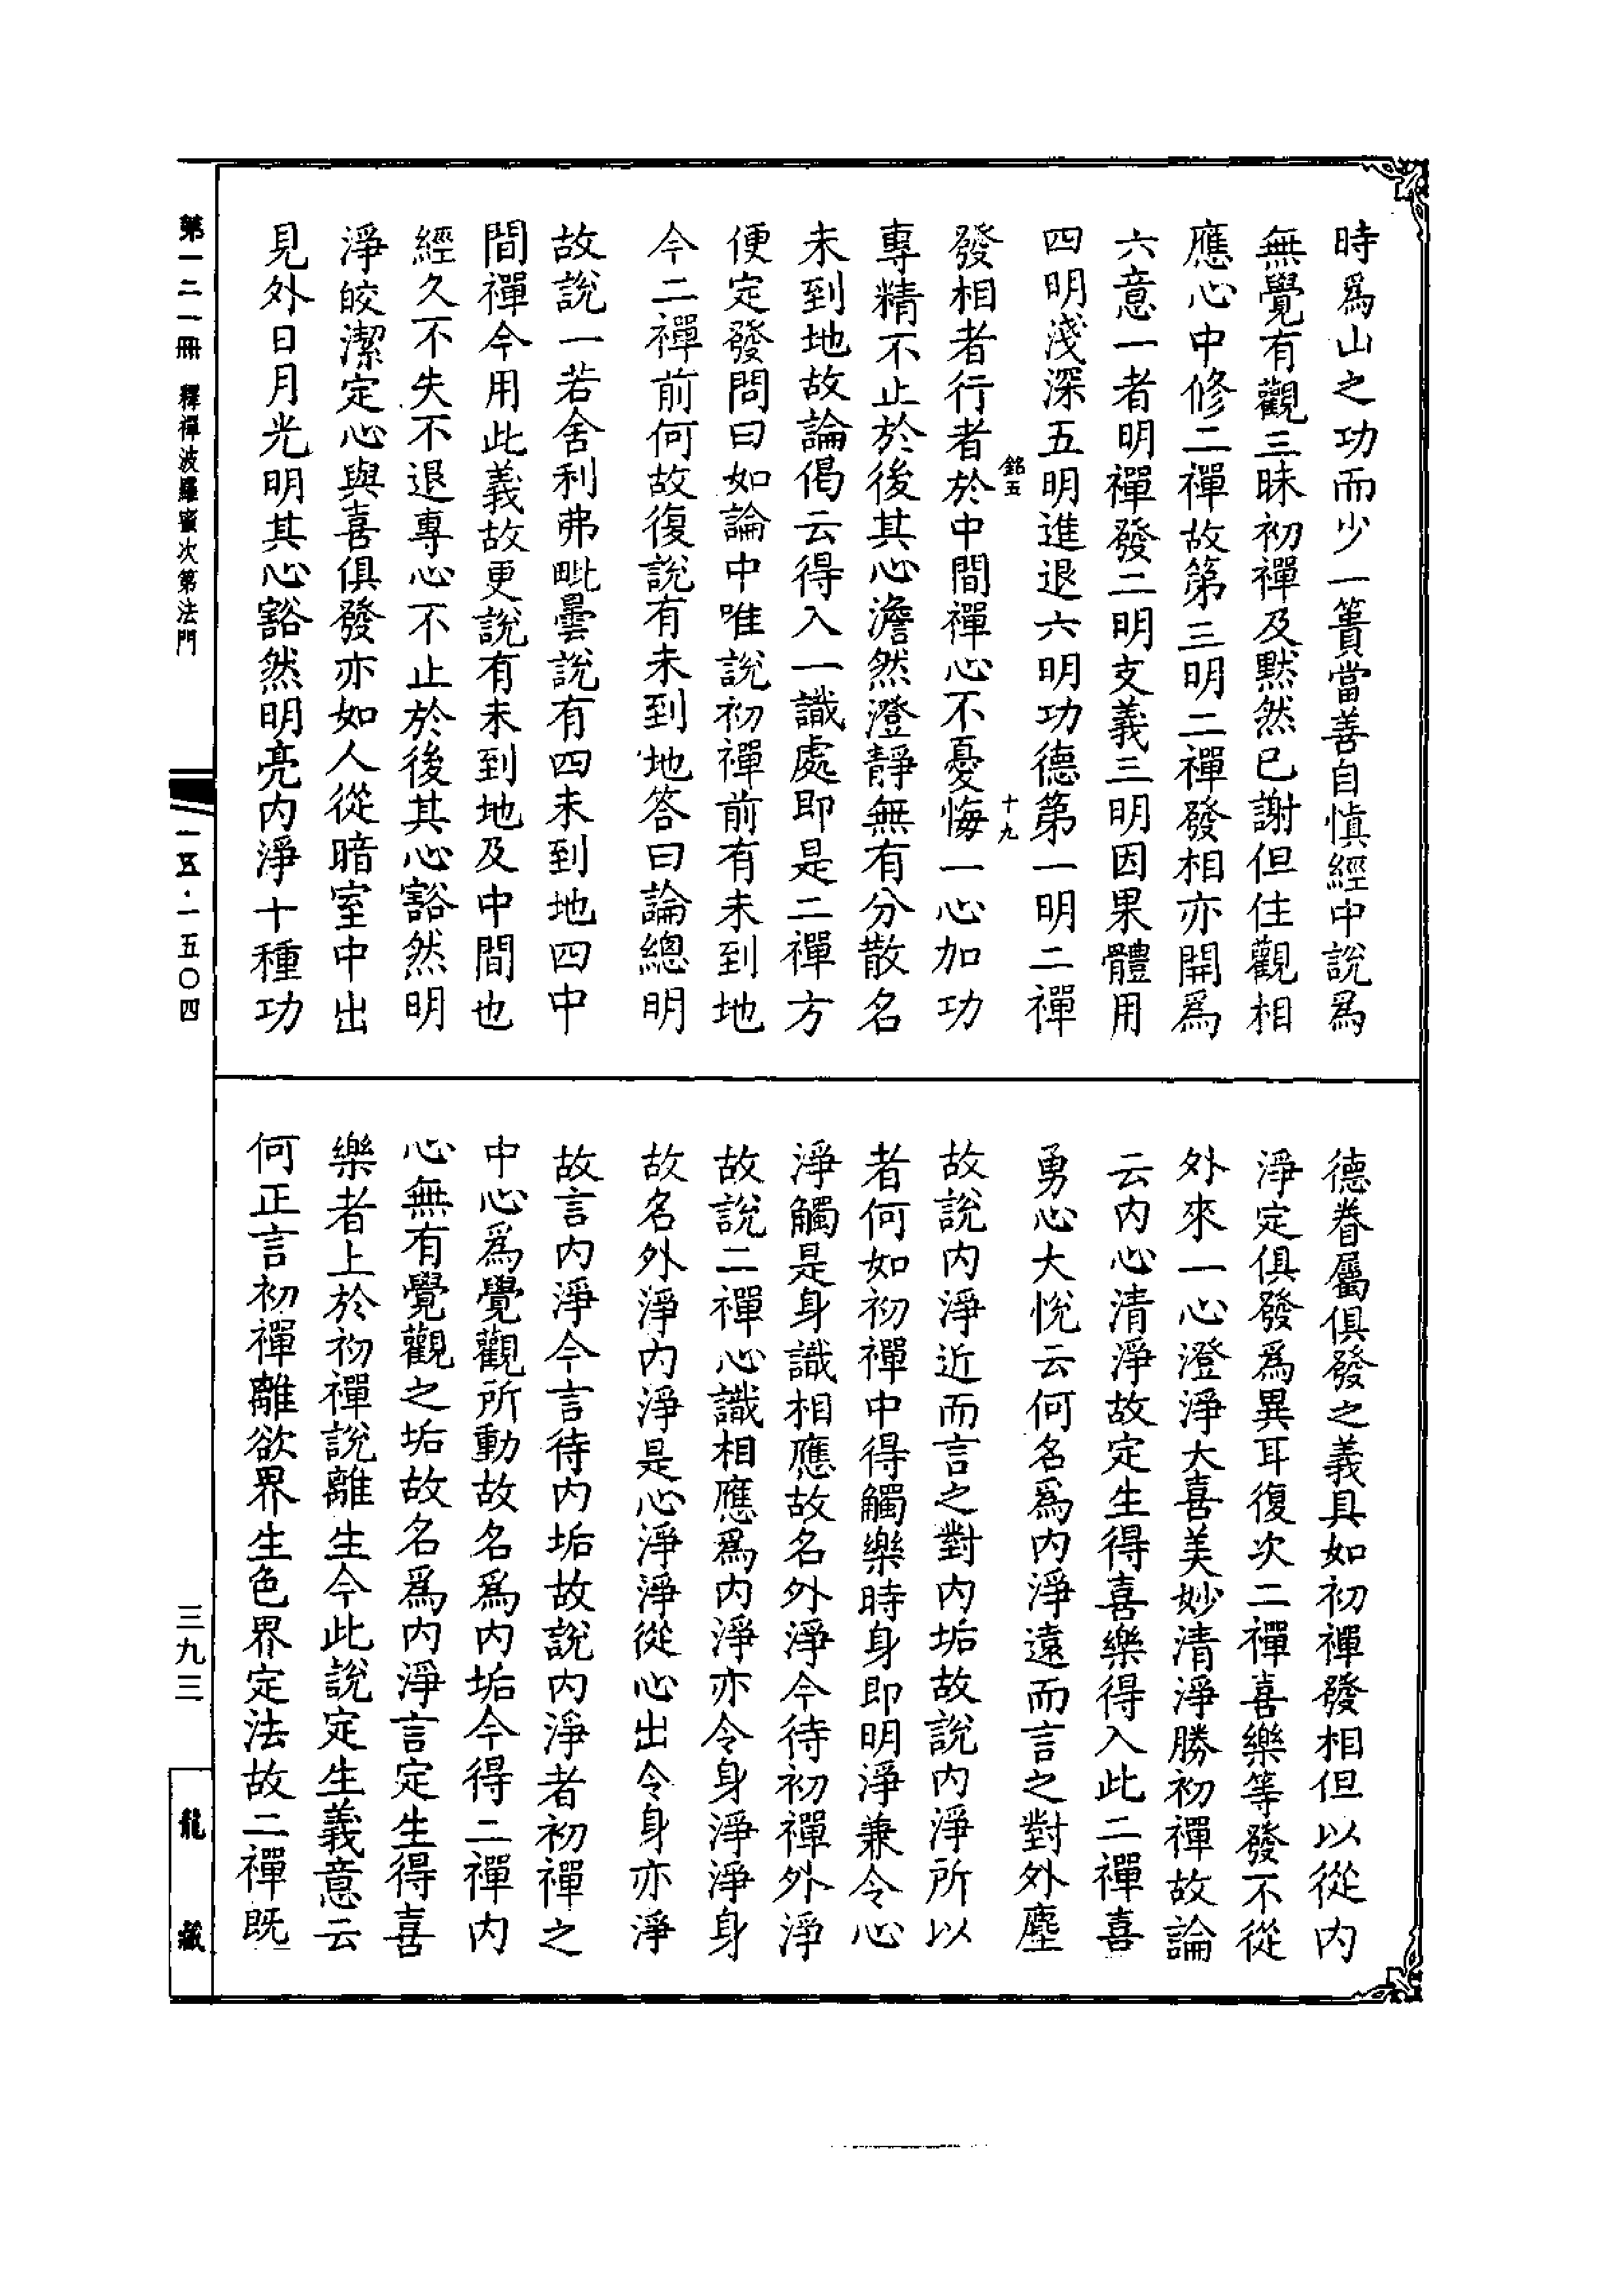 時爲山之功而少一簣當善自愼經中說爲
無覺有觀三昧初禪及黙然已謝但住觀相
應心中修二禪故第三明二禪發相亦開爲
六意一者明禪發二明支義三明因果體用
四明淺深五明進退六明功德第一明二禪
銘五
十九
發相者行者於中間禪心不憂悔一心加功
專精不止於後其心澹然澄靜無有分散名
未到地故論偈云得入一識處即是二禪方
便定發問曰如論中唯說初禪前有未到地
今二禪前何故復說有未到地答曰論總明
故說一若舍利弗毗曇說有四未到地四中
間禪今用此義故更說有未到地及中間也
經久不失不退專心不止於後其心豁然明
淨皎潔定心與喜俱發亦如人從暗室中出
見外日月光明其心豁然明亮内淨十種功
德眷屬俱發之義具如初禪發相但以從内
淨定俱發爲異耳復次二禪喜樂等發不從
外來一心澄淨大喜美妙清淨勝初禪故論
云内心清淨故定生得喜樂得入此二禪喜
勇心大悅云何名爲内淨遠而言之對外塵
故說内淨近而言之對内垢故說内淨所以
者何如初禪中得觸樂時身即明淨兼令心
淨觸是身識相應故名外淨今待初禪外淨
故說二禪心識相應爲内淨亦令身淨淨身
故名外淨内淨是心淨淨從心出令身亦淨
故言内淨今言待内垢故說内淨者初禪之
中心爲覺觀所動故名爲内垢今得二禪内
心無有覺觀之垢故名爲内淨言定生得喜
樂者上於初禪說離生今此說定生義意云
何正言初禪離欲界生色界定法故二禪既
第一二一冊 釋禪波羅蜜次第法門
一五·一五〇四
三九三
龍藏